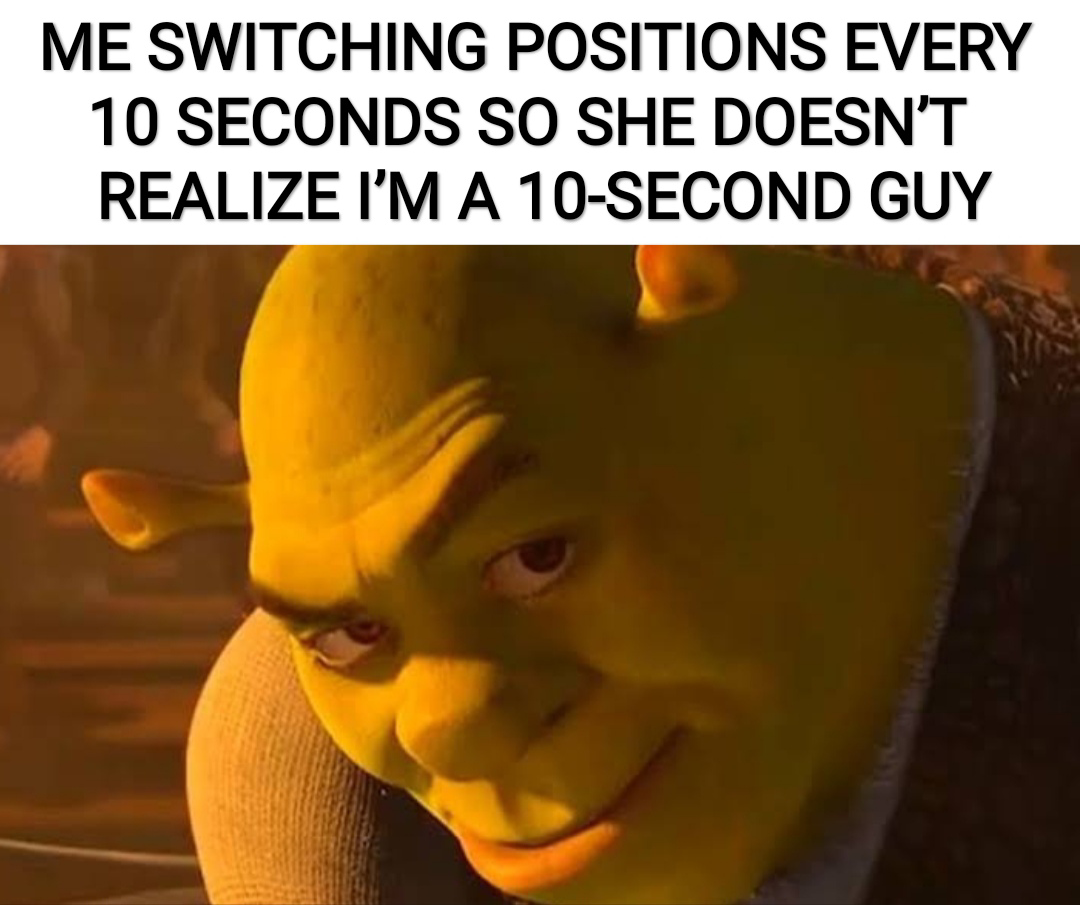 ME SWITCHING POSITIONS EVERY
10 SECONDS SO SHE DOESN’T
REALIZE I’M A 10-SECOND GUY